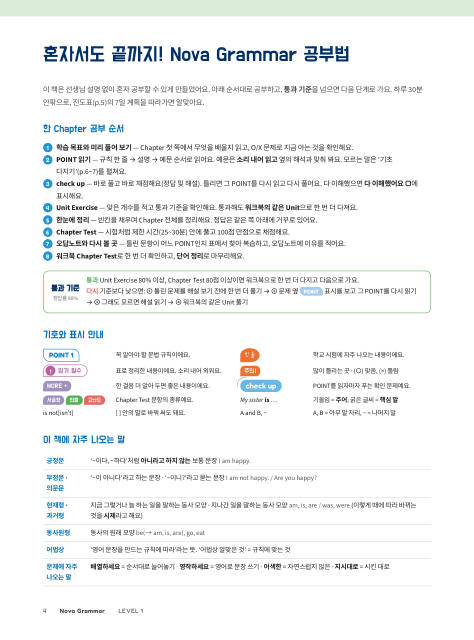 혼자서도 끝까지! Nova Grammar 공부법
이 책은 선생님 설명 없이 혼자 공부할 수 있게 만들었어요. 아래 순서대로 공부하고, 통과 기준을 넘으면 다음 단계로 가요. 하루 30분
안팎으로, 진도표(p.5)의 7일 계획을 따라가면 알맞아요.
한 Chapter 공부 순서
1 학습 목표와 미리 풀어 보기 — Chapter 첫 쪽에서 무엇을 배울지 읽고, O/X 문제로 지금 아는 것을 확인해요.
2 POINT 읽기 — 규칙 한 줄 → 설명 → 예문 순서로 읽어요. 예문은 소리 내어 읽고 옆의 해석과 맞춰 봐요. 모르는 말은 '기초
다지기'(p.6~7)를 펼쳐요.
3 check up — 바로 풀고 바로 채점해요(정답 및 해설). 틀리면 그 POINT를 다시 읽고 다시 풀어요. 다 이해했으면 다 이해했어요 □에
표시해요.
4 Unit Exercise — 맞은 개수를 적고 통과 기준을 확인해요. 통과해도 워크북의 같은 Unit으로 한 번 더 다져요.
5 한눈에 정리 — 빈칸을 채우며 Chapter 전체를 정리해요. 정답은 같은 쪽 아래에 거꾸로 있어요.
6 Chapter Test — 시험처럼 제한 시간(25~30분) 안에 풀고 100점 만점으로 채점해요.
7 오답노트와 다시 볼 곳 — 틀린 문항이 어느 POINT인지 표에서 찾아 복습하고, 오답노트에 이유를 적어요.
8 워크북 Chapter Test로 한 번 더 확인하고, 단어 정리로 마무리해요.
통과 기준
정답률 80%
통과 Unit Exercise 80% 이상, Chapter Test 80점 이상이면 워크북으로 한 번 더 다지고 다음으로 가요.
다시 기준보다 낮으면: ① 틀린 문제를 해설 보기 전에 한 번 더 풀기 → ② 문제 옆 POINT 표시를 보고 그 POINT를 다시 읽기
→ ③ 그래도 모르면 해설 읽기 → ④ 워크북의 같은 Unit 풀기
기호와 표시 안내
POINT 1 꼭 알아야 할 문법 규칙이에요. 학교 시험에 자주 나오는 내용이에요.
! 암기 필수 표로 정리한 내용이에요. 소리 내어 외워요. 주의! 많이 틀리는 곳 · (○) 맞음, (×) 틀림
MORE + 한 걸음 더 알아 두면 좋은 내용이에요. check up POINT를 읽자마자 푸는 확인 문제예요.
서술형 빈출 고난도 Chapter Test 문항의 종류예요. My sister is … 기울임 = 주어, 굵은 글씨 = 핵심 말
is not[isn't] [ ] 안의 말로 바꿔 써도 돼요. A and B, ~ A, B = 아무 말 자리, ~ = 나머지 말
이 책에 자주 나오는 말
긍정문 '~이다, ~하다'처럼 아니라고 하지 않는 보통 문장 I am happy.
부정문 · 의문문 '~이 아니다'라고 하는 문장 · '~이니?'라고 묻는 문장 I am not happy. / Are you happy?
현재형 · 과거형 지금 그렇거나 늘 하는 일을 말하는 동사 모양 · 지나간 일을 말하는 동사 모양 am, is, are / was, were (이렇게 때에 따라 바뀌는
것을 시제라고 해요)
동사원형 동사의 원래 모양 be(→ am, is, are), go, eat
어법상 '영어 문장을 만드는 규칙에 따라'라는 뜻. '어법상 알맞은 것' = 규칙에 맞는 것
문제에 자주 나오는 말 배열하세요 = 순서대로 늘어놓기 · 영작하세요 = 영어로 문장 쓰기 · 어색한 = 자연스럽지 않은 · 지시대로 = 시킨 대로
4 Nova Grammar LEVEL 1